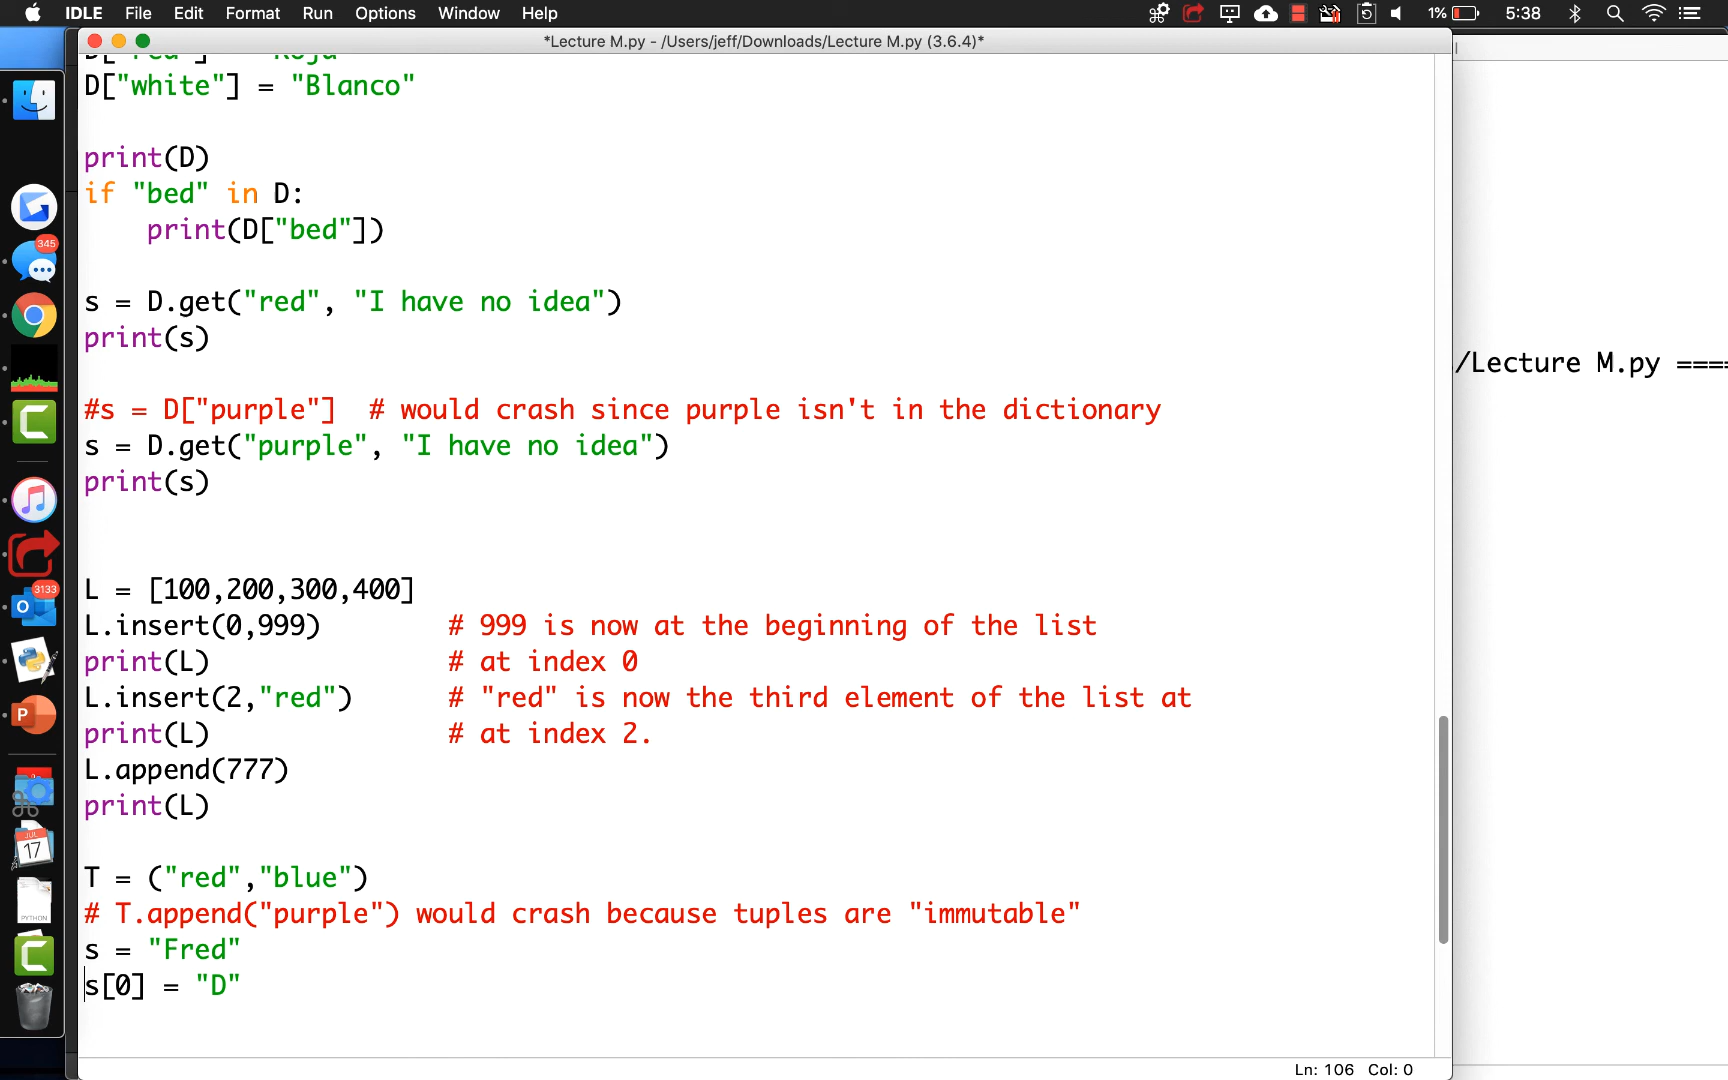 IDLE File Edit Format Run Options Window Help 1% 5:38
*Lecture M.py - /Users/jeff/Downloads/Lecture M.py (3.6.4)*
D["white"] = "Blanco"
print(D)
if "bed" in D:
    print(D["bed"])
s = D.get("red", "I have no idea")
print(s)
#s = D["purple"]  # would crash since purple isn't in the dictionary
s = D.get("purple", "I have no idea")
print(s)
L = [100,200,300,400]
L.insert(0,999)        # 999 is now at the beginning of the list
print(L)               # at index 0
L.insert(2,"red")      # "red" is now the third element of the list at
print(L)               # at index 2.
L.append(777)
print(L)
T = ("red","blue")
# T.append("purple") would crash because tuples are "immutable"
s = "Fred"
s[0] = "D"
Ln: 106 Col: 0
/Lecture M.py ====
345
3133
P
JUL
17
PYTHON